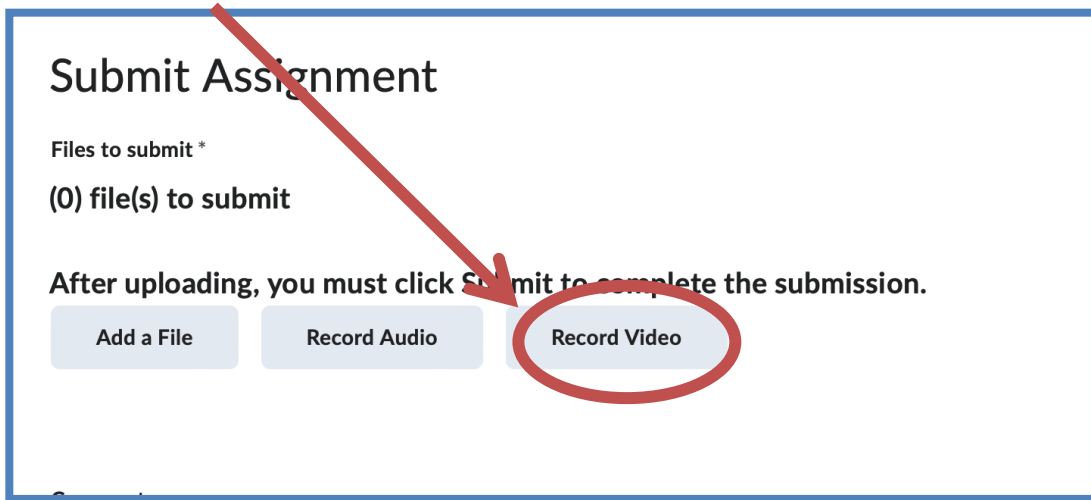 Submit Assignment
Files to submit *
(0) file(s) to submit
After uploading, you must click Submit to complete the submission.
Add a File Record Audio Record Video